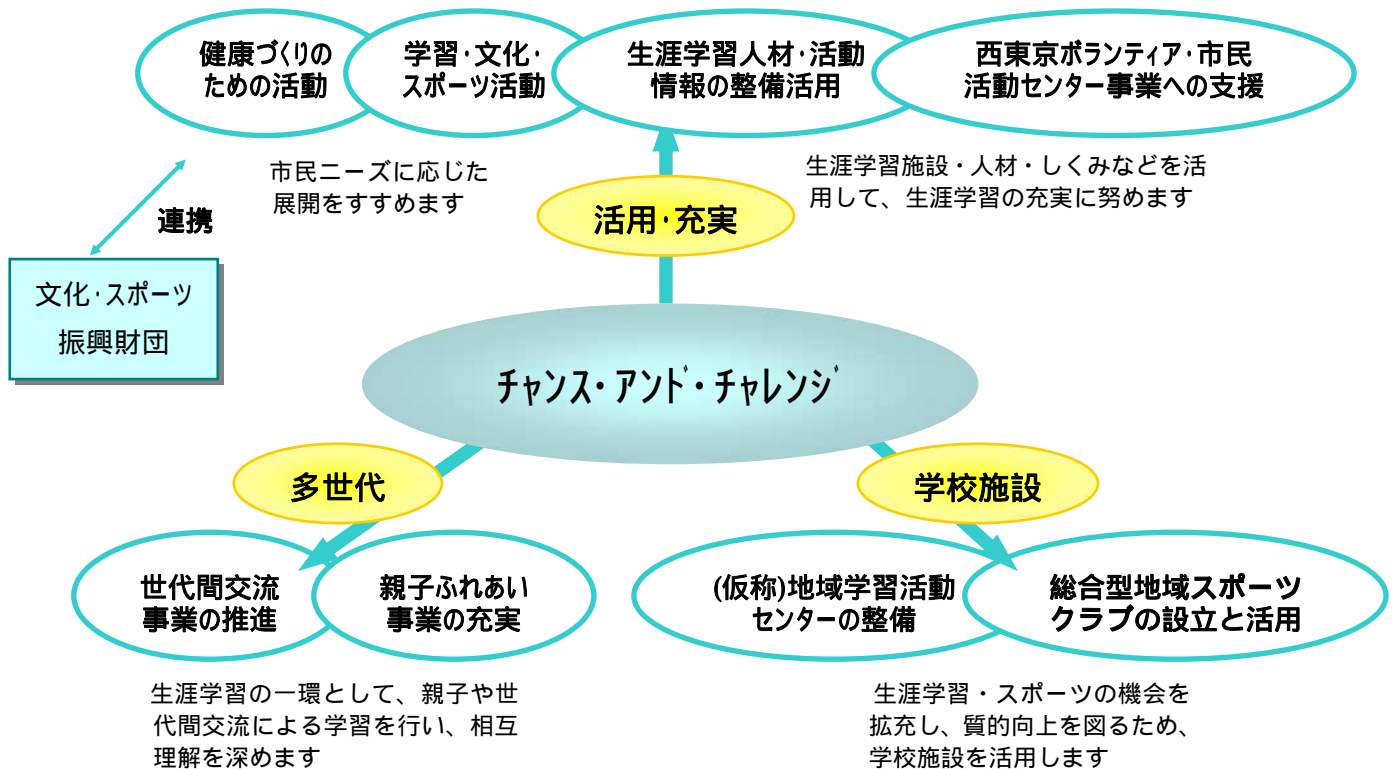 健康づくりの
ための活動
学習・文化・
スポーツ活動
生涯学習人材・活動
情報の整備活用
西東京ボランティア・市民
活動センター事業への支援
市民ニーズに応じた
展開をすすめます
生涯学習施設・人材・しくみなどを活
用して、生涯学習の充実に努めます
連携
活用・充実
文化・スポーツ
振興財団
チャンス・アンド・チャレンジ
多世代
学校施設
世代間交流
事業の推進
親子ふれあい
事業の充実
(仮称)地域学習活動
センターの整備
総合型地域スポーツ
クラブの設立と活用
生涯学習の一環として、親子や世
代間交流による学習を行い、相互
理解を深めます
生涯学習・スポーツの機会を
拡充し、質的向上を図るため、
学校施設を活用します